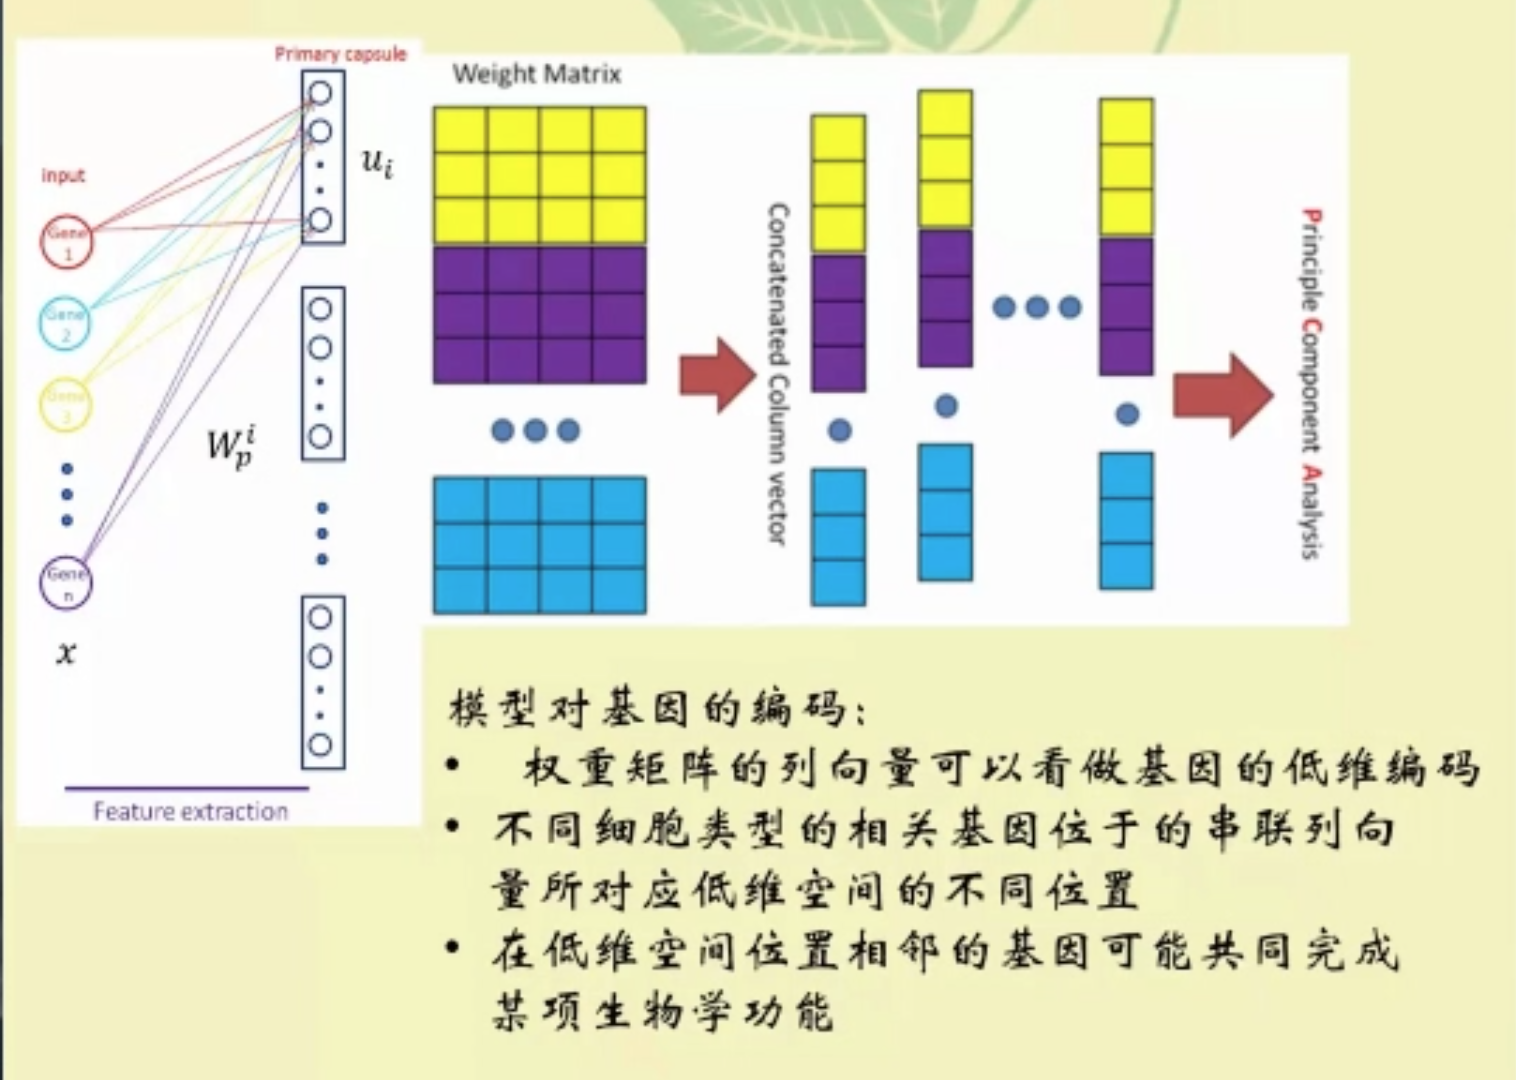 Primary capsule
input
Gene
1
Gene
2
Gene
3
Gene
n
x
u_i
W_p^i
Feature extraction
Weight Matrix
Concatenated Column vector
Principle Component Analysis
模型对基因的编码：
• 权重矩阵的列向量可以看做基因的低维编码
• 不同细胞类型的相关基因位于的串联列向
量所对应低维空间的不同位置
• 在低维空间位置相邻的基因可能共同完成
某项生物学功能